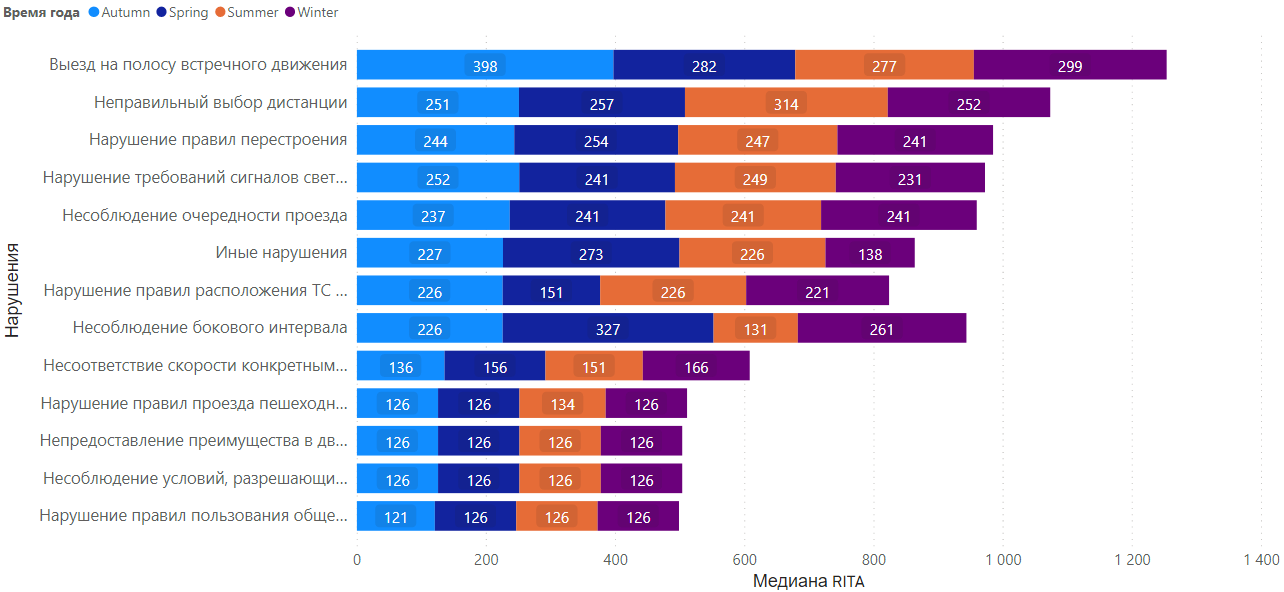 Время года Autumn Spring Summer Winter
Выезд на полосу встречного движения 398 282 277 299
Неправильный выбор дистанции 251 257 314 252
Нарушение правил перестроения 244 254 247 241
Нарушение требований сигналов свет... 252 241 249 231
Несоблюдение очередности проезда 237 241 241 241
Иные нарушения 227 273 226 138
Нарушение правил расположения ТС ... 226 151 226 221
Несоблюдение бокового интервала 226 327 131 261
Несоответствие скорости конкретным... 136 156 151 166
Нарушение правил проезда пешеходн... 126 126 134 126
Непредоставление преимущества в дв... 126 126 126 126
Несоблюдение условий, разрешающи... 126 126 126 126
Нарушение правил пользования обще... 121 126 126 126
Нарушения
0 200 400 600 800 1 000 1 200 1 400
Медиана RITA